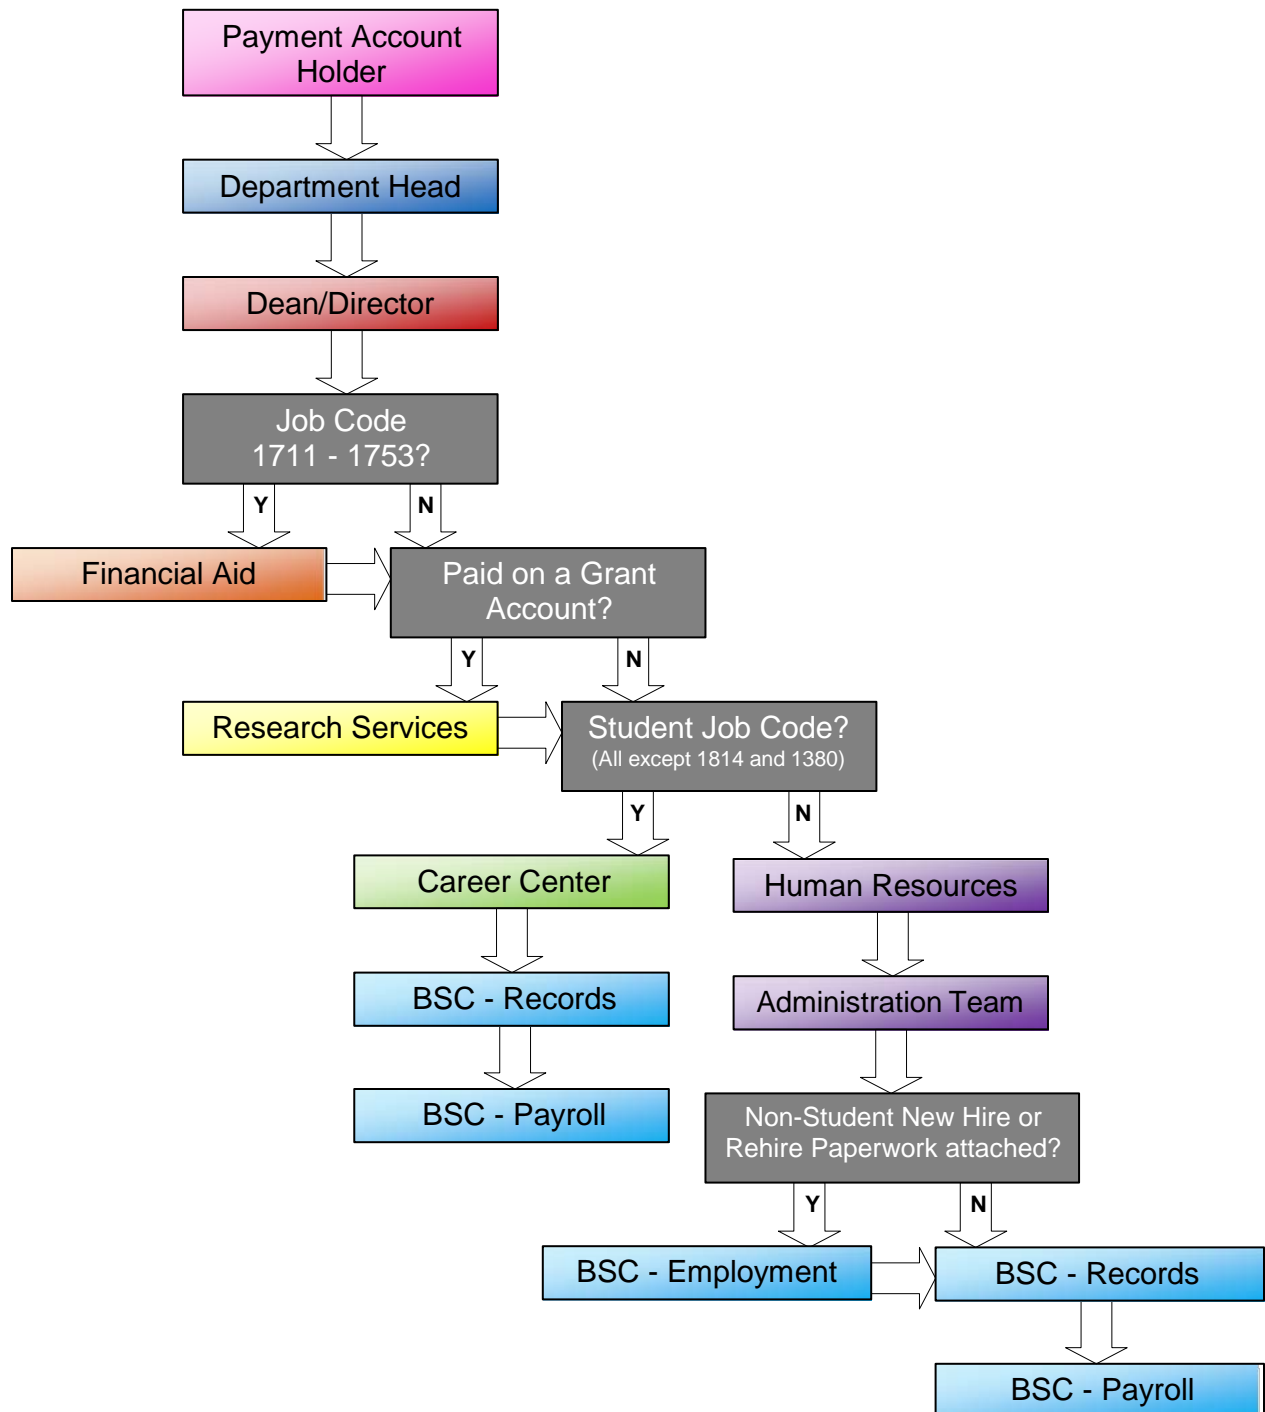 Payment Account
Holder
Department Head
Dean/Director
Job Code
1711 - 1753?
Y
N
Financial Aid
Paid on a Grant
Account?
Y
N
Research Services
Student Job Code?
(All except 1814 and 1380)
Y
N
Career Center
Human Resources
BSC - Records
Administration Team
BSC - Payroll
Non-Student New Hire or
Rehire Paperwork attached?
Y
N
BSC - Employment
BSC - Records
BSC - Payroll